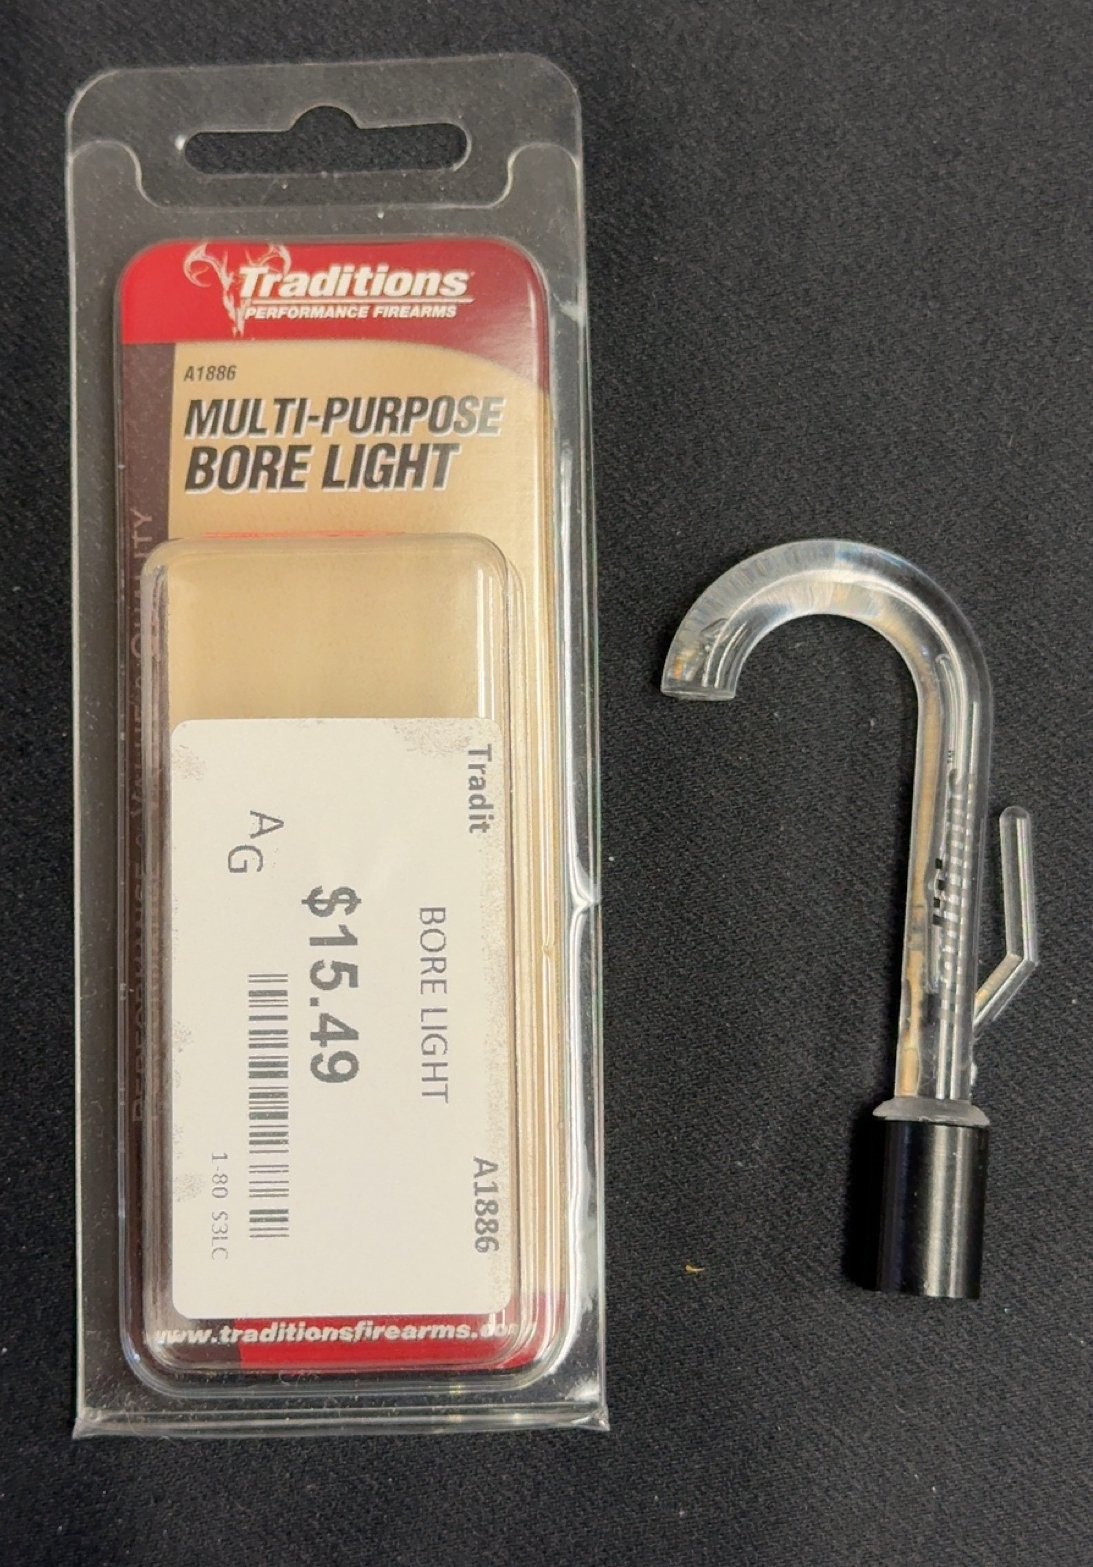 Traditions
PERFORMANCE FIREARMS
A1886
MULTI-PURPOSE
BORE LIGHT
Tradit
BORE LIGHT
A1886
$15.49
AG
1-80 S3LC
www.traditionsfirearms.co